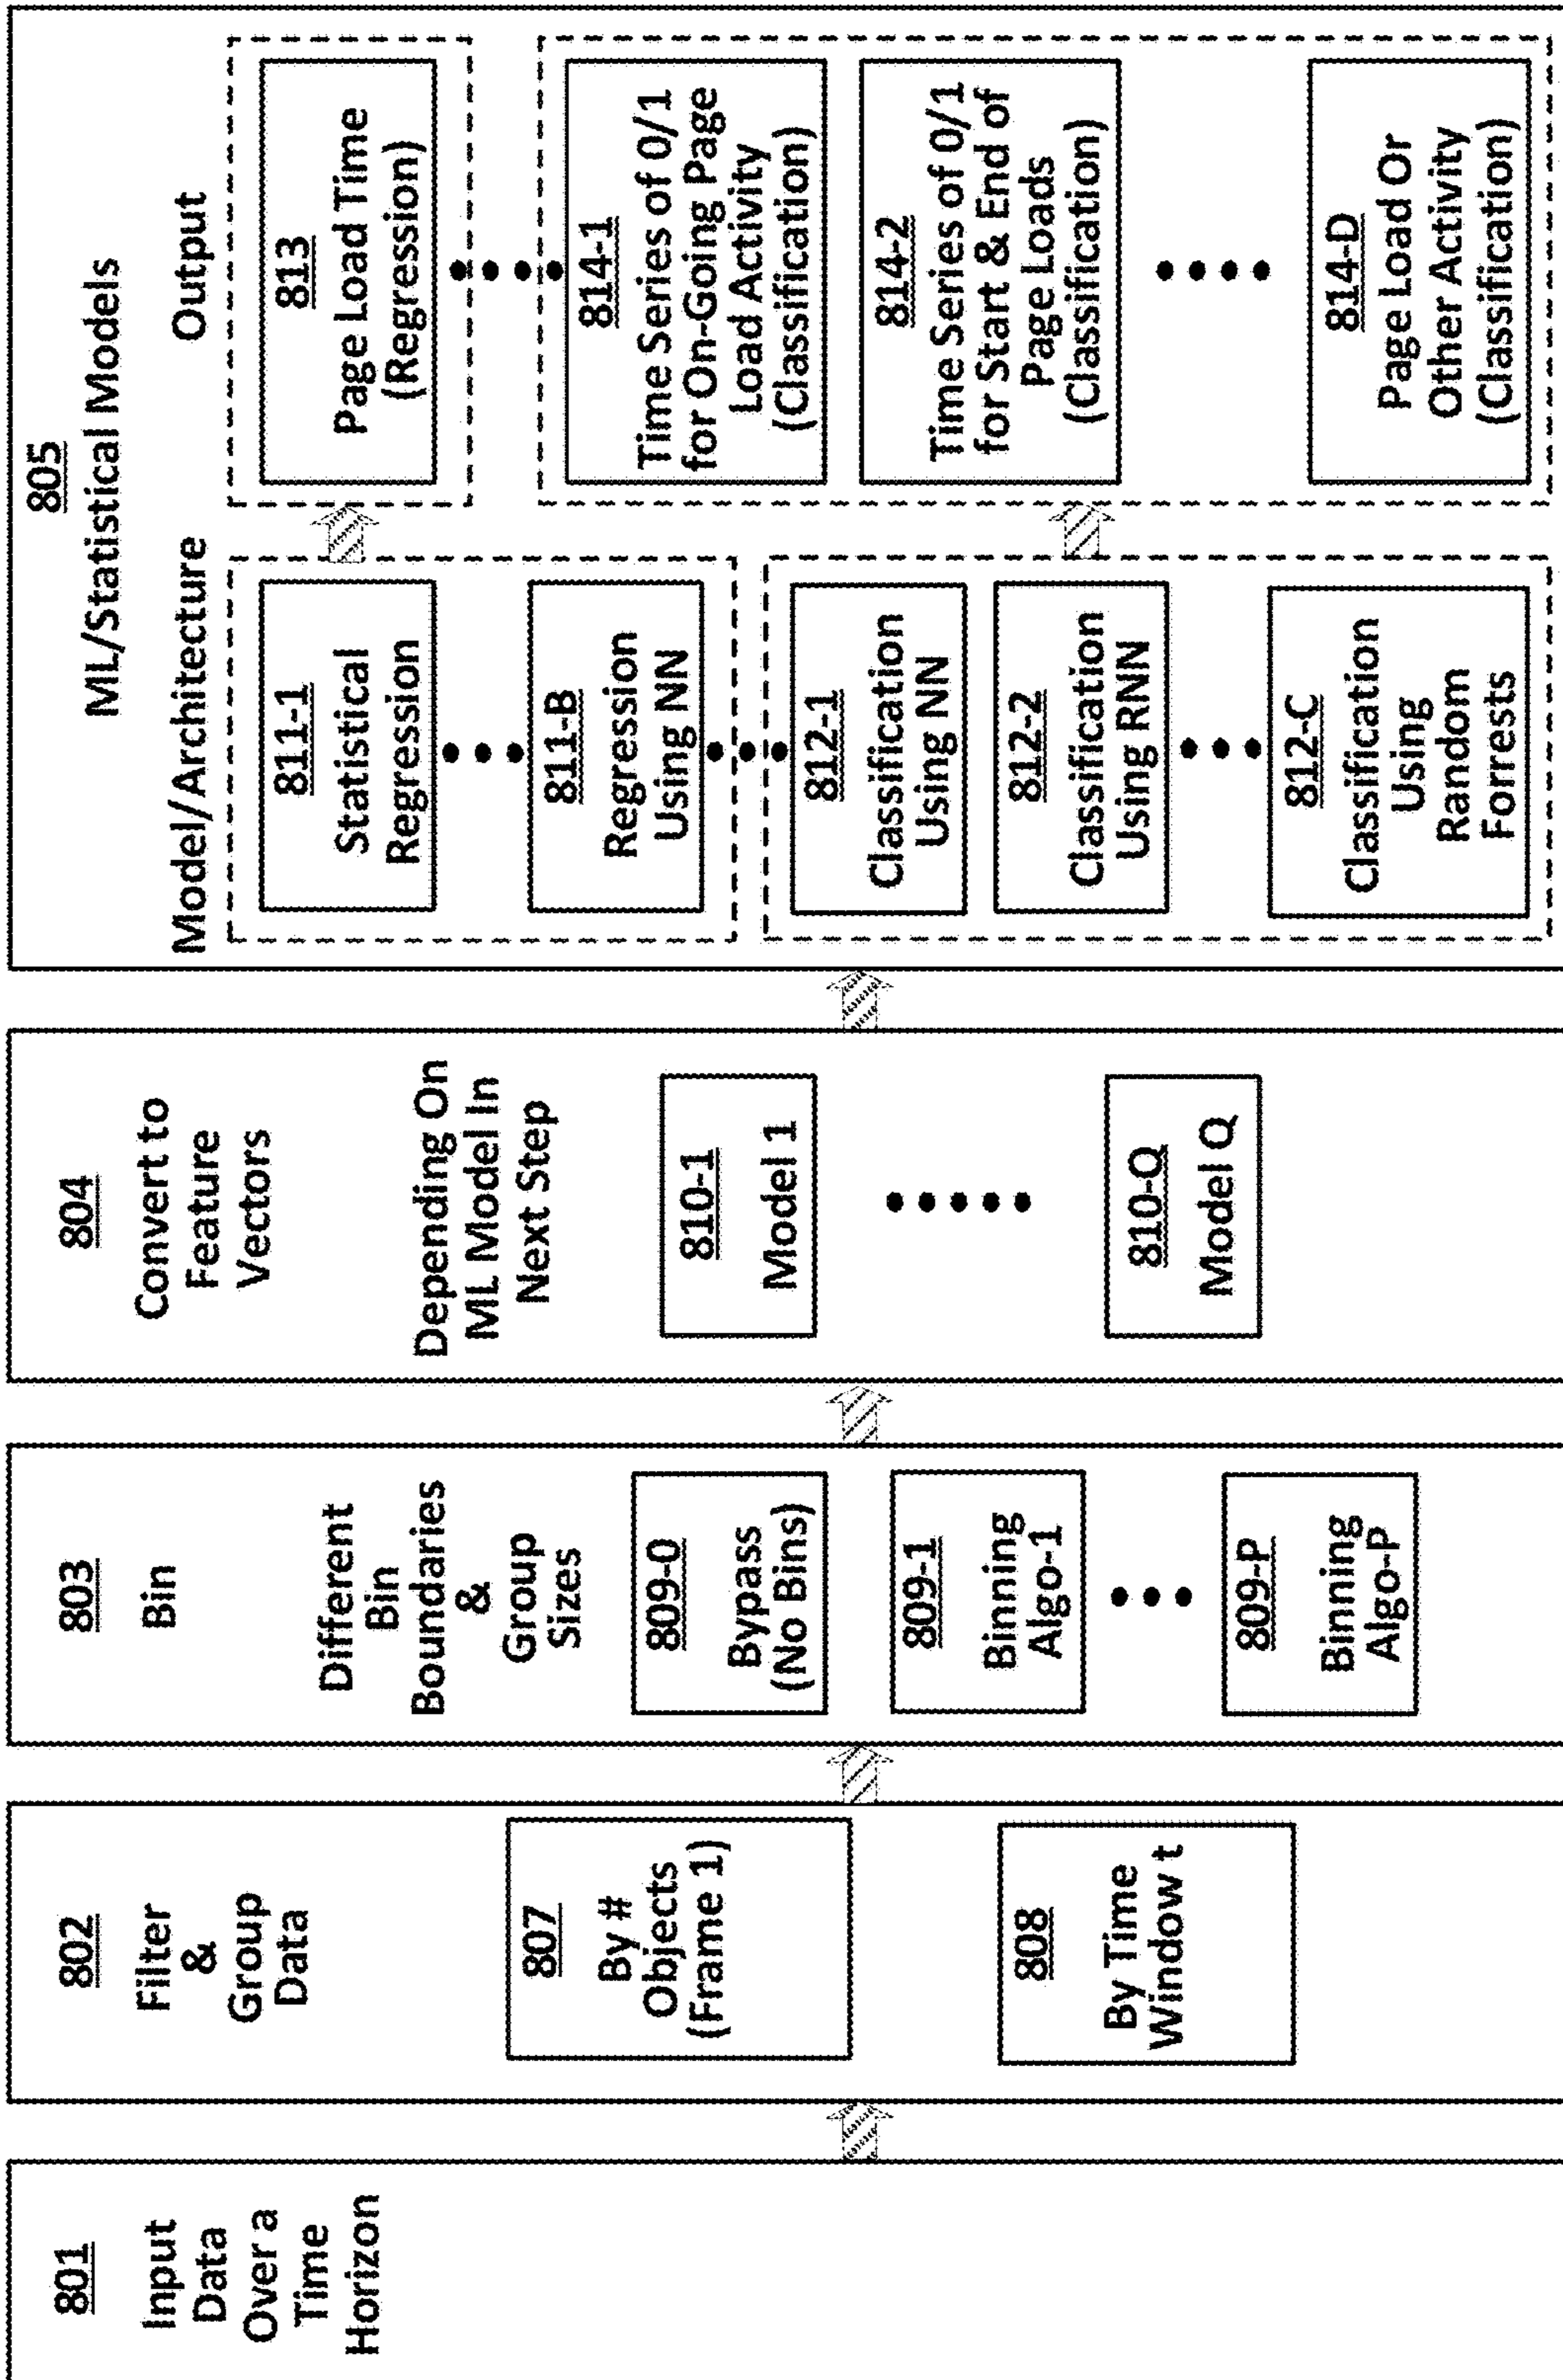 801
Input
Data
Over a
Time
Horizon
802
Filter
&
Group
Data
807
By #
Objects
(Frame 1)
808
By Time
Window t
803
Bin
Different
Bin
Boundaries
&
Group
Sizes
809-0
Bypass
(No Bins)
809-1
Binning
Algo-1
809-P
Binning
Algo-P
804
Convert to
Feature
Vectors
Depending On
ML Model In
Next Step
810-1
Model 1
810-Q
Model Q
805
ML/Statistical Models
Model/Architecture
811-1
Statistical
Regression
811-B
Regression
Using NN
812-1
Classification
Using NN
812-2
Classification
Using RNN
812-C
Classification
Using
Random
Forrests
Output
813
Page Load Time
(Regression)
814-1
Time Series of 0/1
for On-Going Page
Load Activity
(Classification)
814-2
Time Series of 0/1
for Start & End of
Page Loads
(Classification)
814-D
Page Load Or
Other Activity
(Classification)